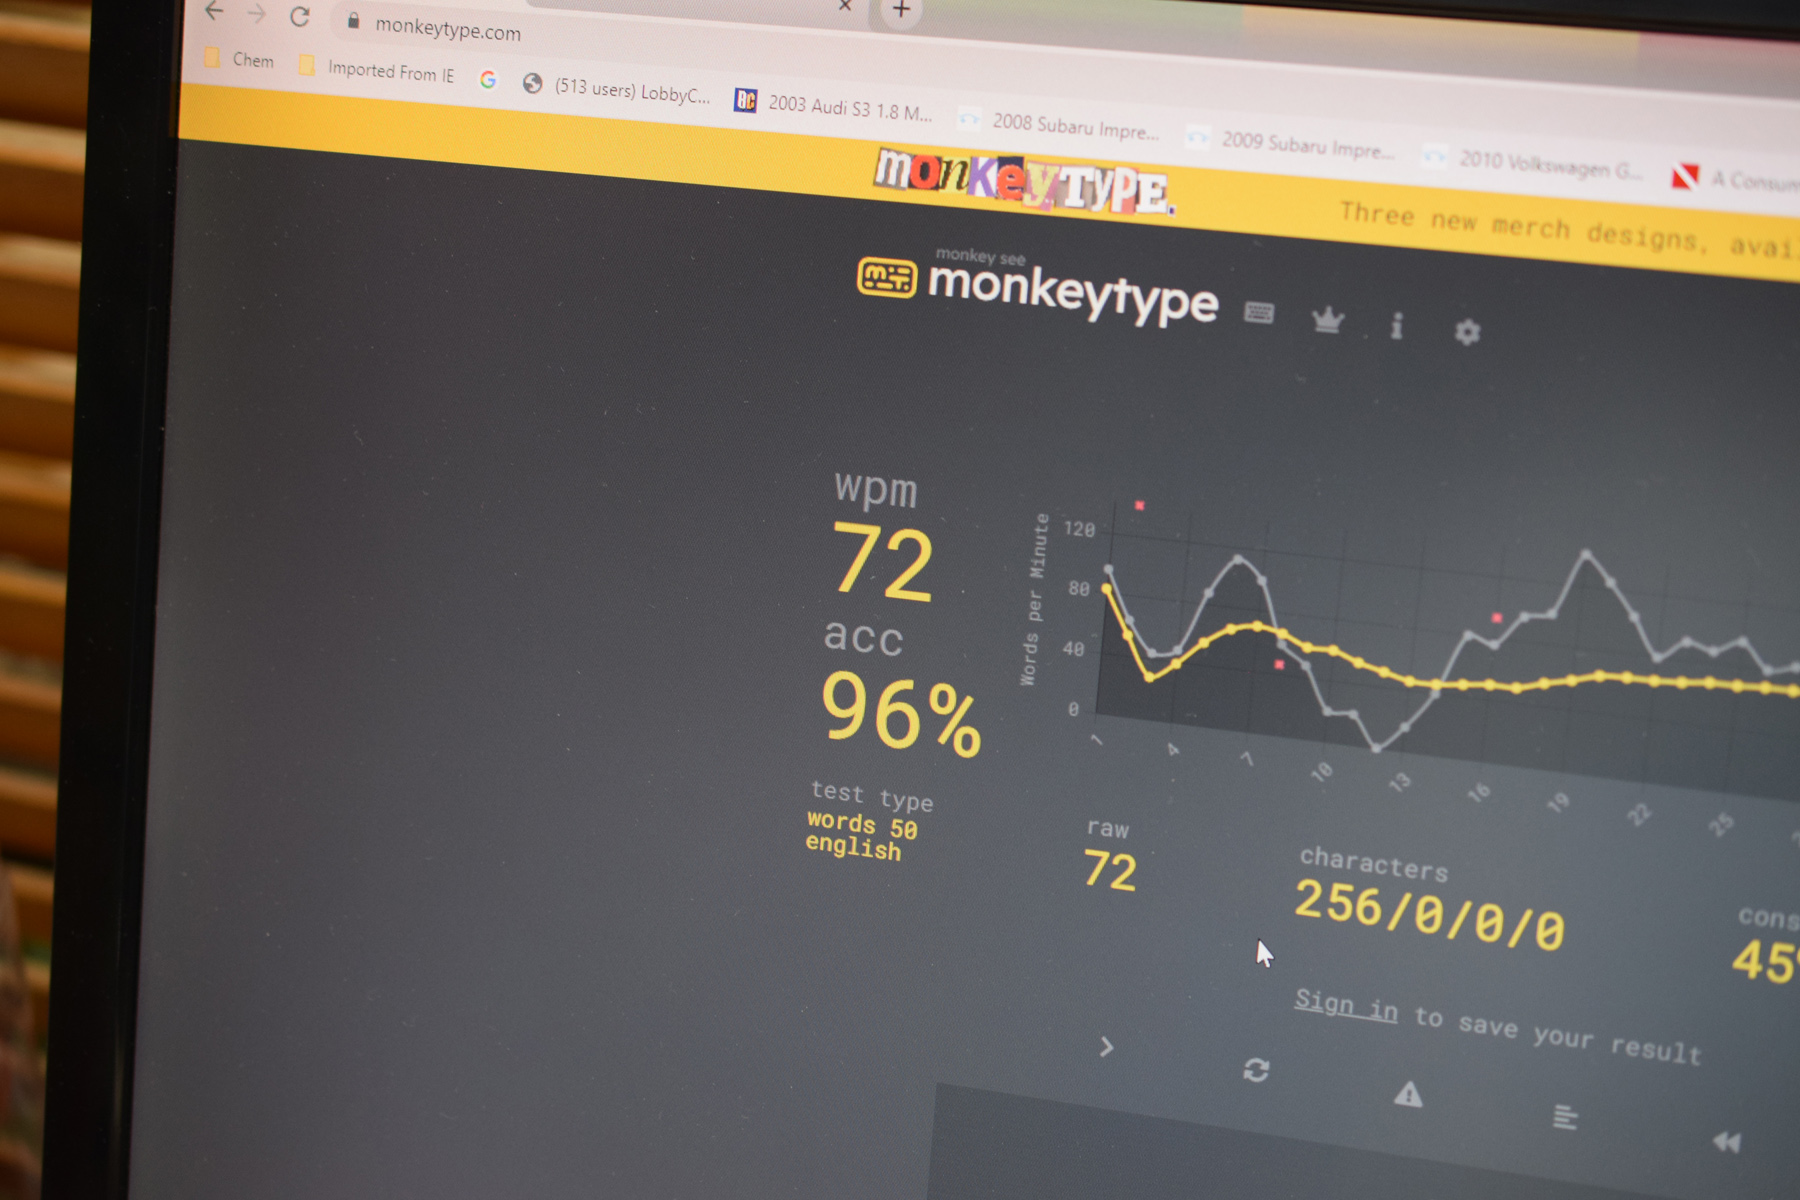 monkeytype.com
Chem Imported From IE (513 users) LobbyC... 2003 Audi S3 1.8 M... 2008 Subaru Impre... 2009 Subaru Impre... 2010 Volkswagen G... A Consum
monkeyTYPE. Three new merch designs, avai
monkey see
monkeytype
wpm
72
acc
96%
test type
words 50
english
Words per Minute
120
80
40
0
1 4 7 10 13 16 19 22 25
raw
72
characters
256/0/0/0
cons
45%
Sign in to save your result